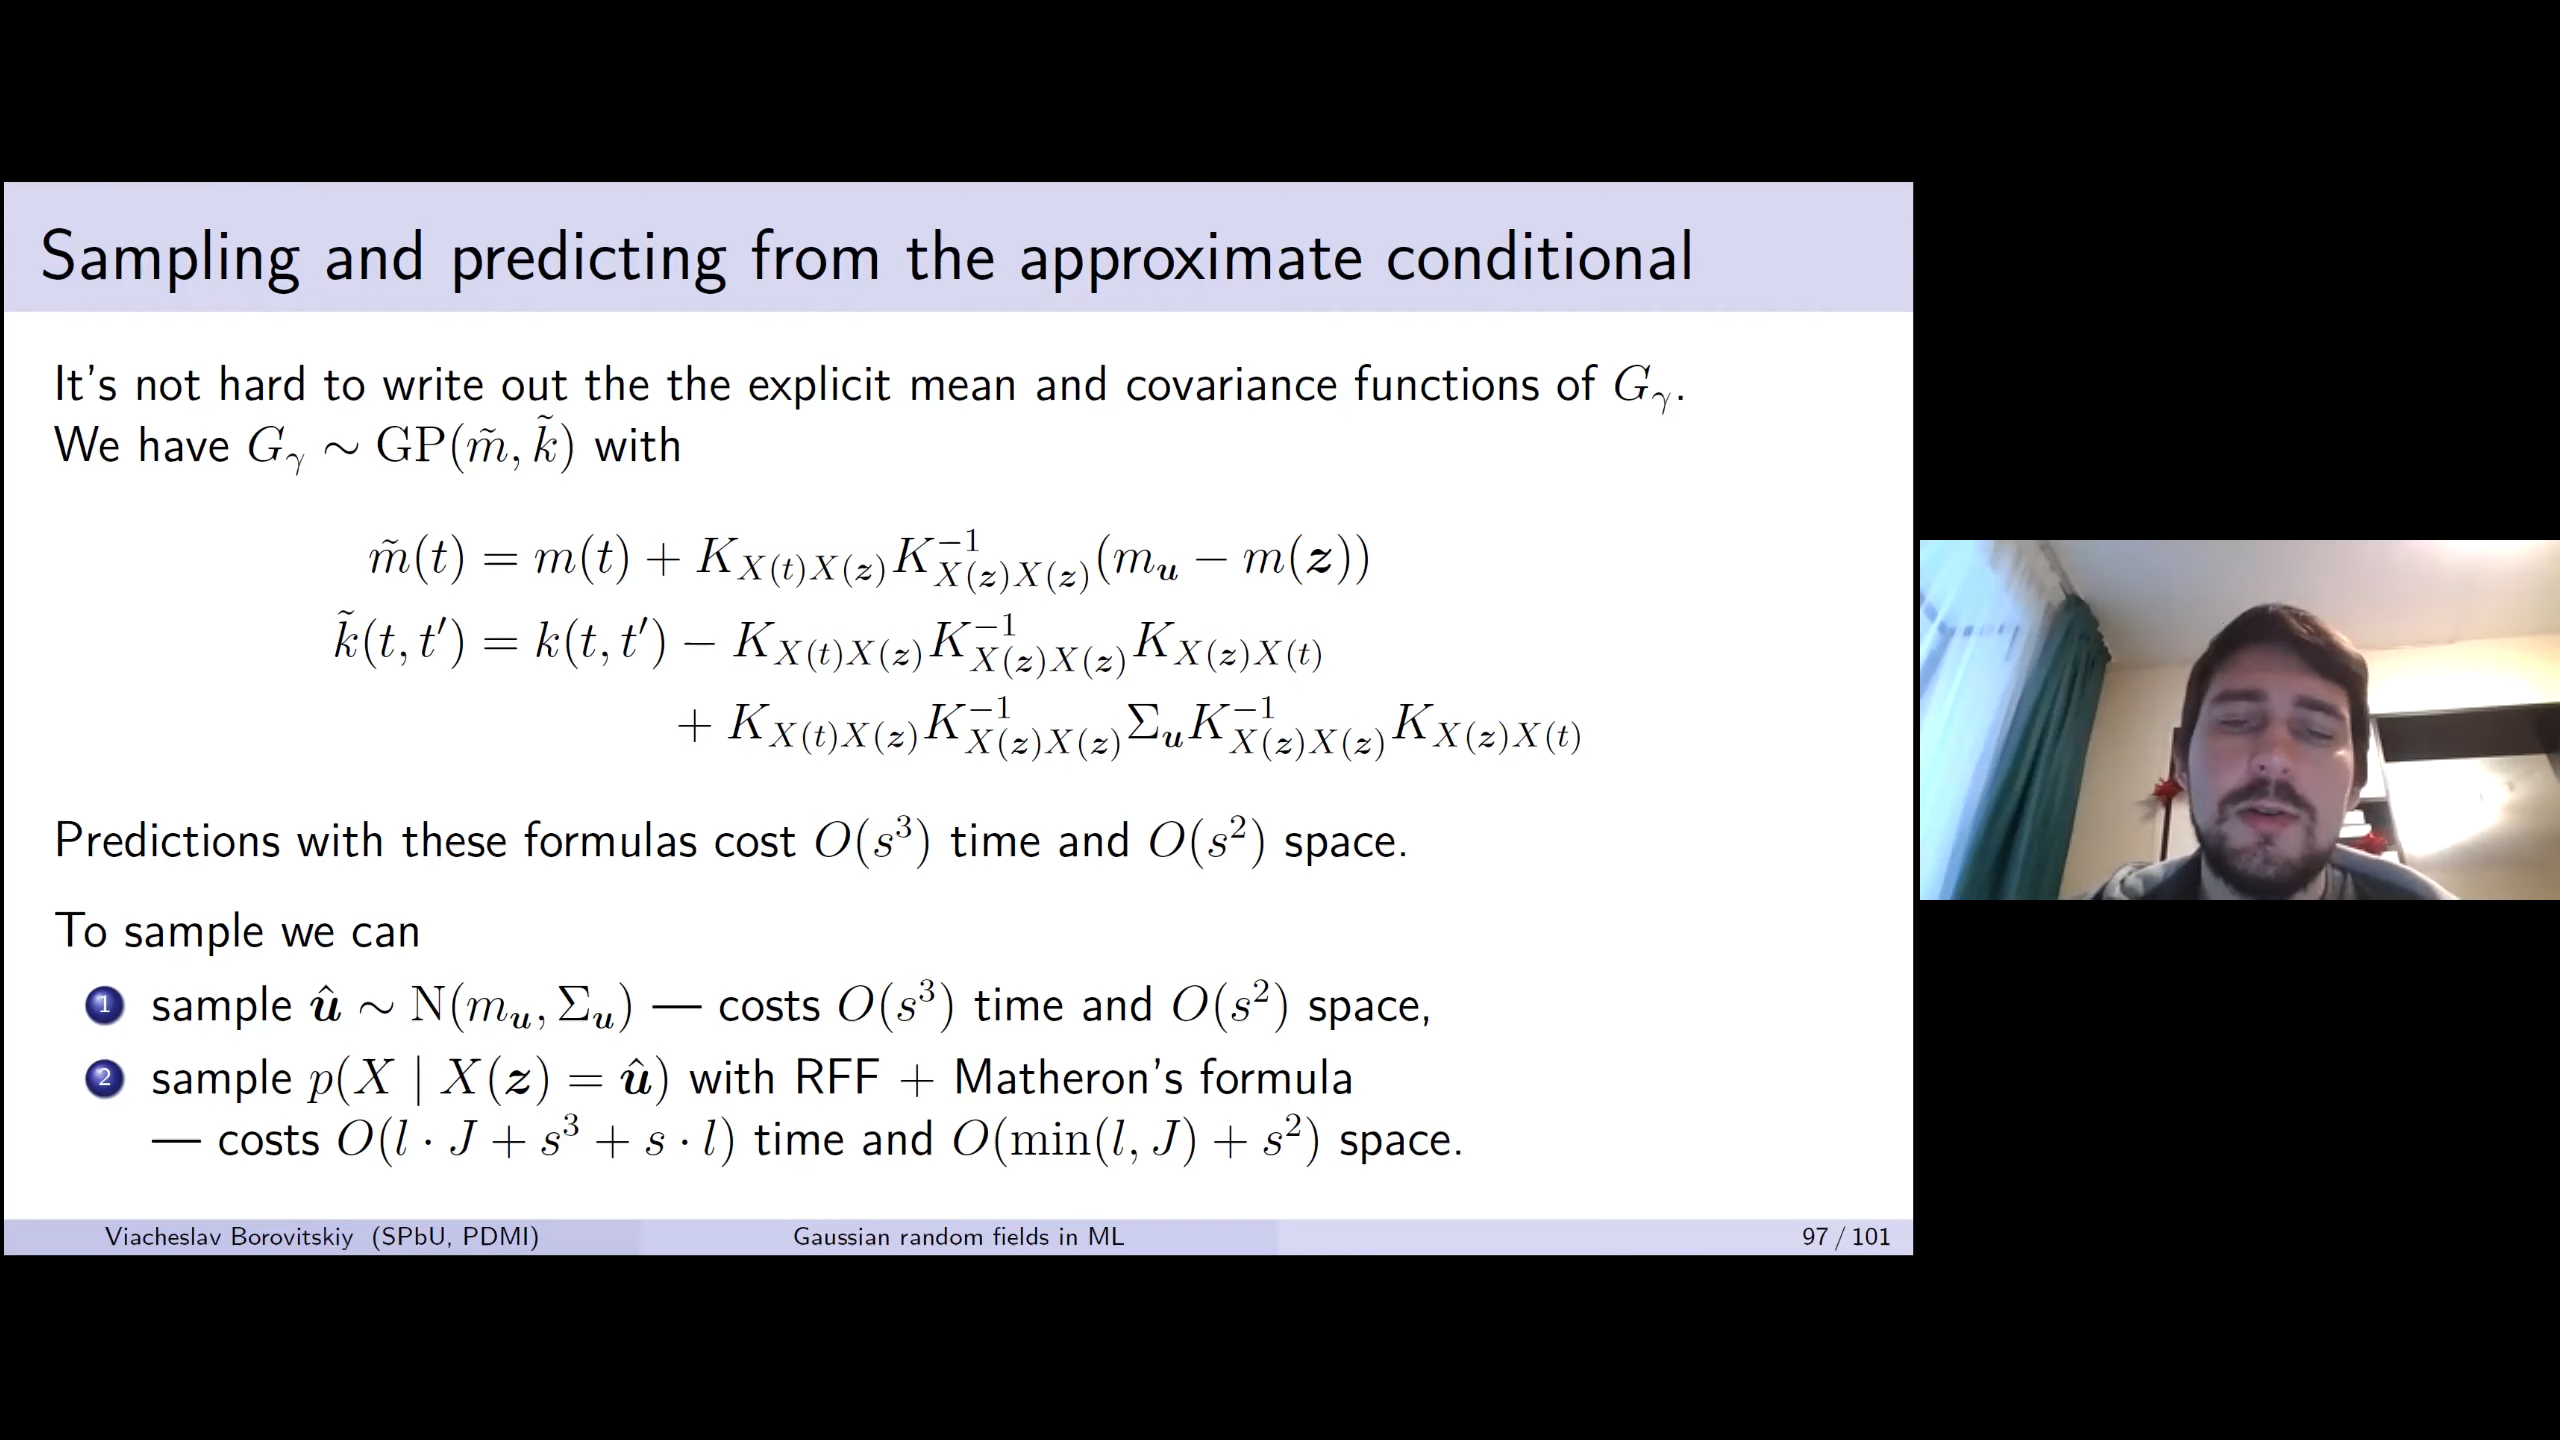 Sampling and predicting from the approximate conditional
It's not hard to write out the the explicit mean and covariance functions of $G_\gamma$.
We have $G_\gamma \sim \mathrm{GP}(\tilde{m}, \tilde{k})$ with
$\tilde{m}(t) = m(t) + K_{X(t)X(\boldsymbol{z})} K_{X(\boldsymbol{z})X(\boldsymbol{z})}^{-1} (m_{\boldsymbol{u}} - m(\boldsymbol{z}))$
$\tilde{k}(t, t') = k(t, t') - K_{X(t)X(\boldsymbol{z})} K_{X(\boldsymbol{z})X(\boldsymbol{z})}^{-1} K_{X(\boldsymbol{z})X(t)}$
$+ K_{X(t)X(\boldsymbol{z})} K_{X(\boldsymbol{z})X(\boldsymbol{z})}^{-1} \Sigma_{\boldsymbol{u}} K_{X(\boldsymbol{z})X(\boldsymbol{z})}^{-1} K_{X(\boldsymbol{z})X(t)}$
Predictions with these formulas cost $O(s^3)$ time and $O(s^2)$ space.
To sample we can
1 sample $\hat{\boldsymbol{u}} \sim \mathrm{N}(m_{\boldsymbol{u}}, \Sigma_{\boldsymbol{u}})$ — costs $O(s^3)$ time and $O(s^2)$ space,
2 sample $p(X \mid X(\boldsymbol{z}) = \hat{\boldsymbol{u}})$ with RFF + Matheron's formula
— costs $O(l \cdot J + s^3 + s \cdot l)$ time and $O(\min(l, J) + s^2)$ space.
Viacheslav Borovitskiy (SPbU, PDMI) Gaussian random fields in ML 97 / 101